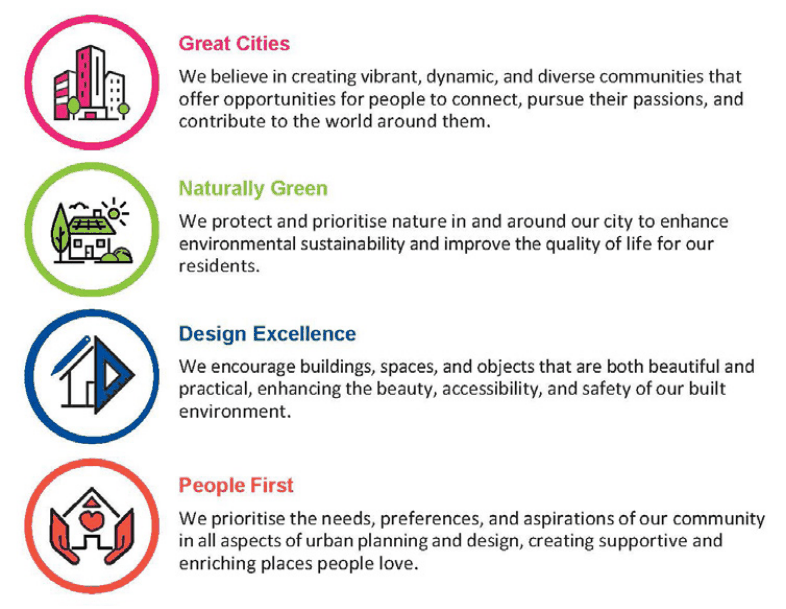 Great Cities
We believe in creating vibrant, dynamic, and diverse communities that
offer opportunities for people to connect, pursue their passions, and
contribute to the world around them.
Naturally Green
We protect and prioritise nature in and around our city to enhance
environmental sustainability and improve the quality of life for our
residents.
Design Excellence
We encourage buildings, spaces, and objects that are both beautiful and
practical, enhancing the beauty, accessibility, and safety of our built
environment.
People First
We prioritise the needs, preferences, and aspirations of our community
in all aspects of urban planning and design, creating supportive and
enriching places people love.